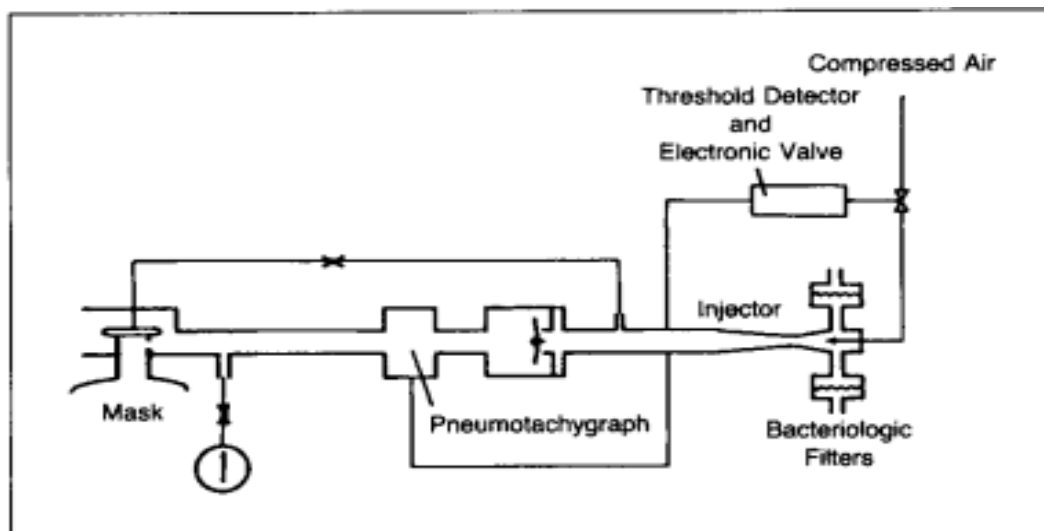 Compressed Air
Threshold Detector
and
Electronic Valve
Injector
Mask
Pneumotachygraph
Bacteriologic
Filters